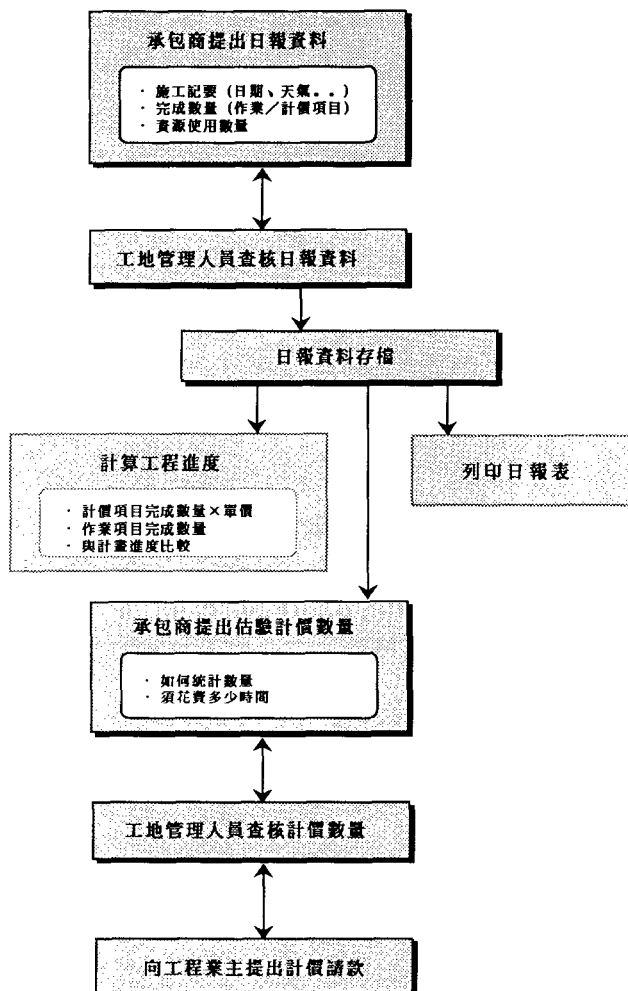 承包商提出日報資料
· 施工記要（日期、天氣．．）
· 完成數量（作業／計價項目）
· 資源使用數量
工地管理人員查核日報資料
日報資料存檔
計算工程進度
· 計價項目完成數量×單價
· 作業項目完成數量
· 與計畫進度比較
列印日報表
承包商提出估驗計價數量
· 如何統計數量
· 須花費多少時間
工地管理人員查核計價數量
向工程業主提出計價請款